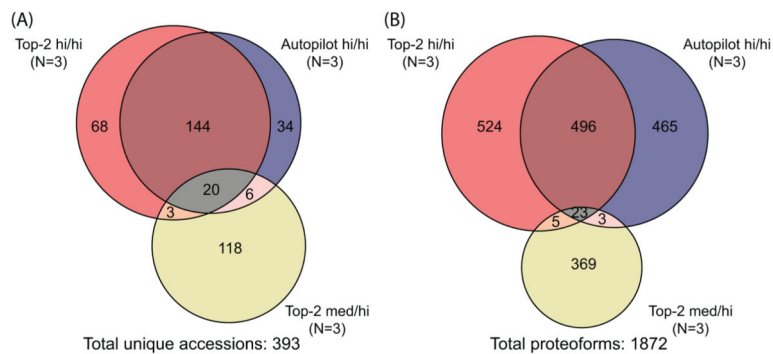 (A)
Top-2 hi/hi
(N=3)
Autopilot hi/hi
(N=3)
68
144
34
20
6
3
118
Top-2 med/hi
(N=3)
Total unique accessions: 393
(B)
Top-2 hi/hi
(N=3)
Autopilot hi/hi
(N=3)
524
496
465
23
5
3
369
Top-2 med/hi
(N=3)
Total proteoforms: 1872